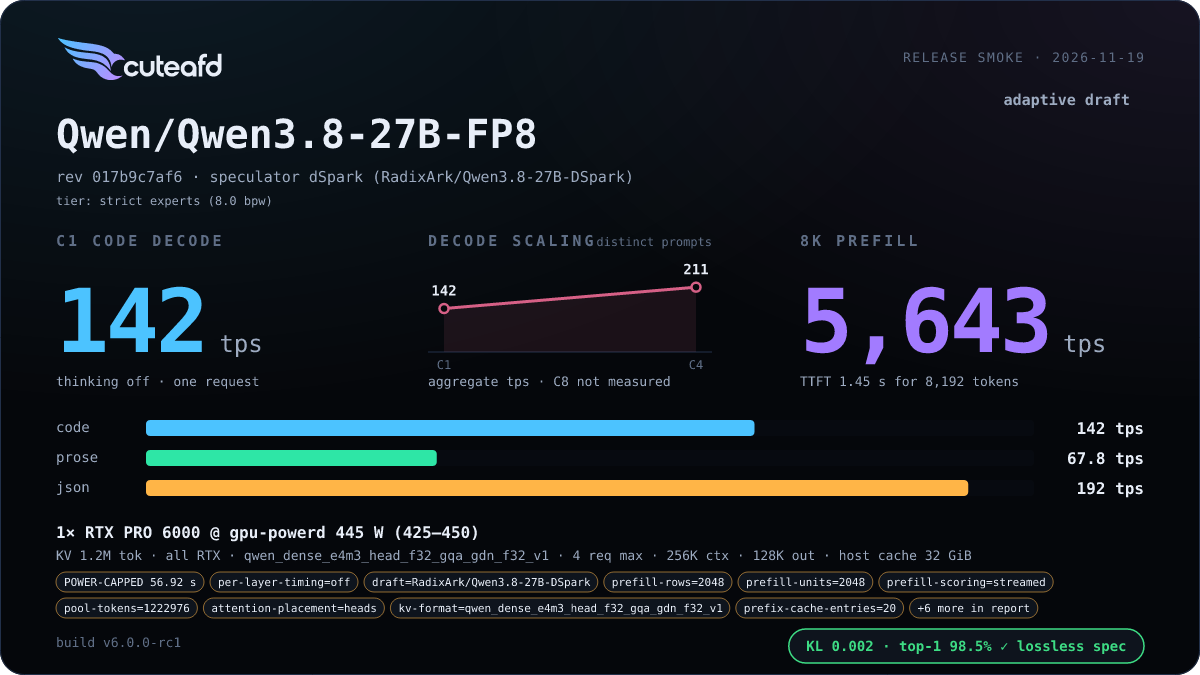 cuteafd
RELEASE SMOKE · 2026-11-19
adaptive draft
Qwen/Qwen3.8-27B-FP8
rev 017b9c7af6 · speculator dSpark (RadixArk/Qwen3.8-27B-DSpark)
tier: strict experts (8.0 bpw)
C1 CODE DECODE
142 tps
thinking off · one request
DECODE SCALING distinct prompts
142
211
C1
C4
aggregate tps · C8 not measured
8K PREFILL
5,643 tps
TTFT 1.45 s for 8,192 tokens
code 142 tps
prose 67.8 tps
json 192 tps
1× RTX PRO 6000 @ gpu-powerd 445 W (425–450)
KV 1.2M tok · all RTX · qwen_dense_e4m3_head_f32_gqa_gdn_f32_v1 · 4 req max · 256K ctx · 128K out · host cache 32 GiB
POWER-CAPPED 56.92 s per-layer-timing=off draft=RadixArk/Qwen3.8-27B-DSpark prefill-rows=2048 prefill-units=2048 prefill-scoring=streamed
pool-tokens=1222976 attention-placement=heads kv-format=qwen_dense_e4m3_head_f32_gqa_gdn_f32_v1 prefix-cache-entries=20 +6 more in report
build v6.0.0-rc1
KL 0.002 · top-1 98.5% ✓ lossless spec